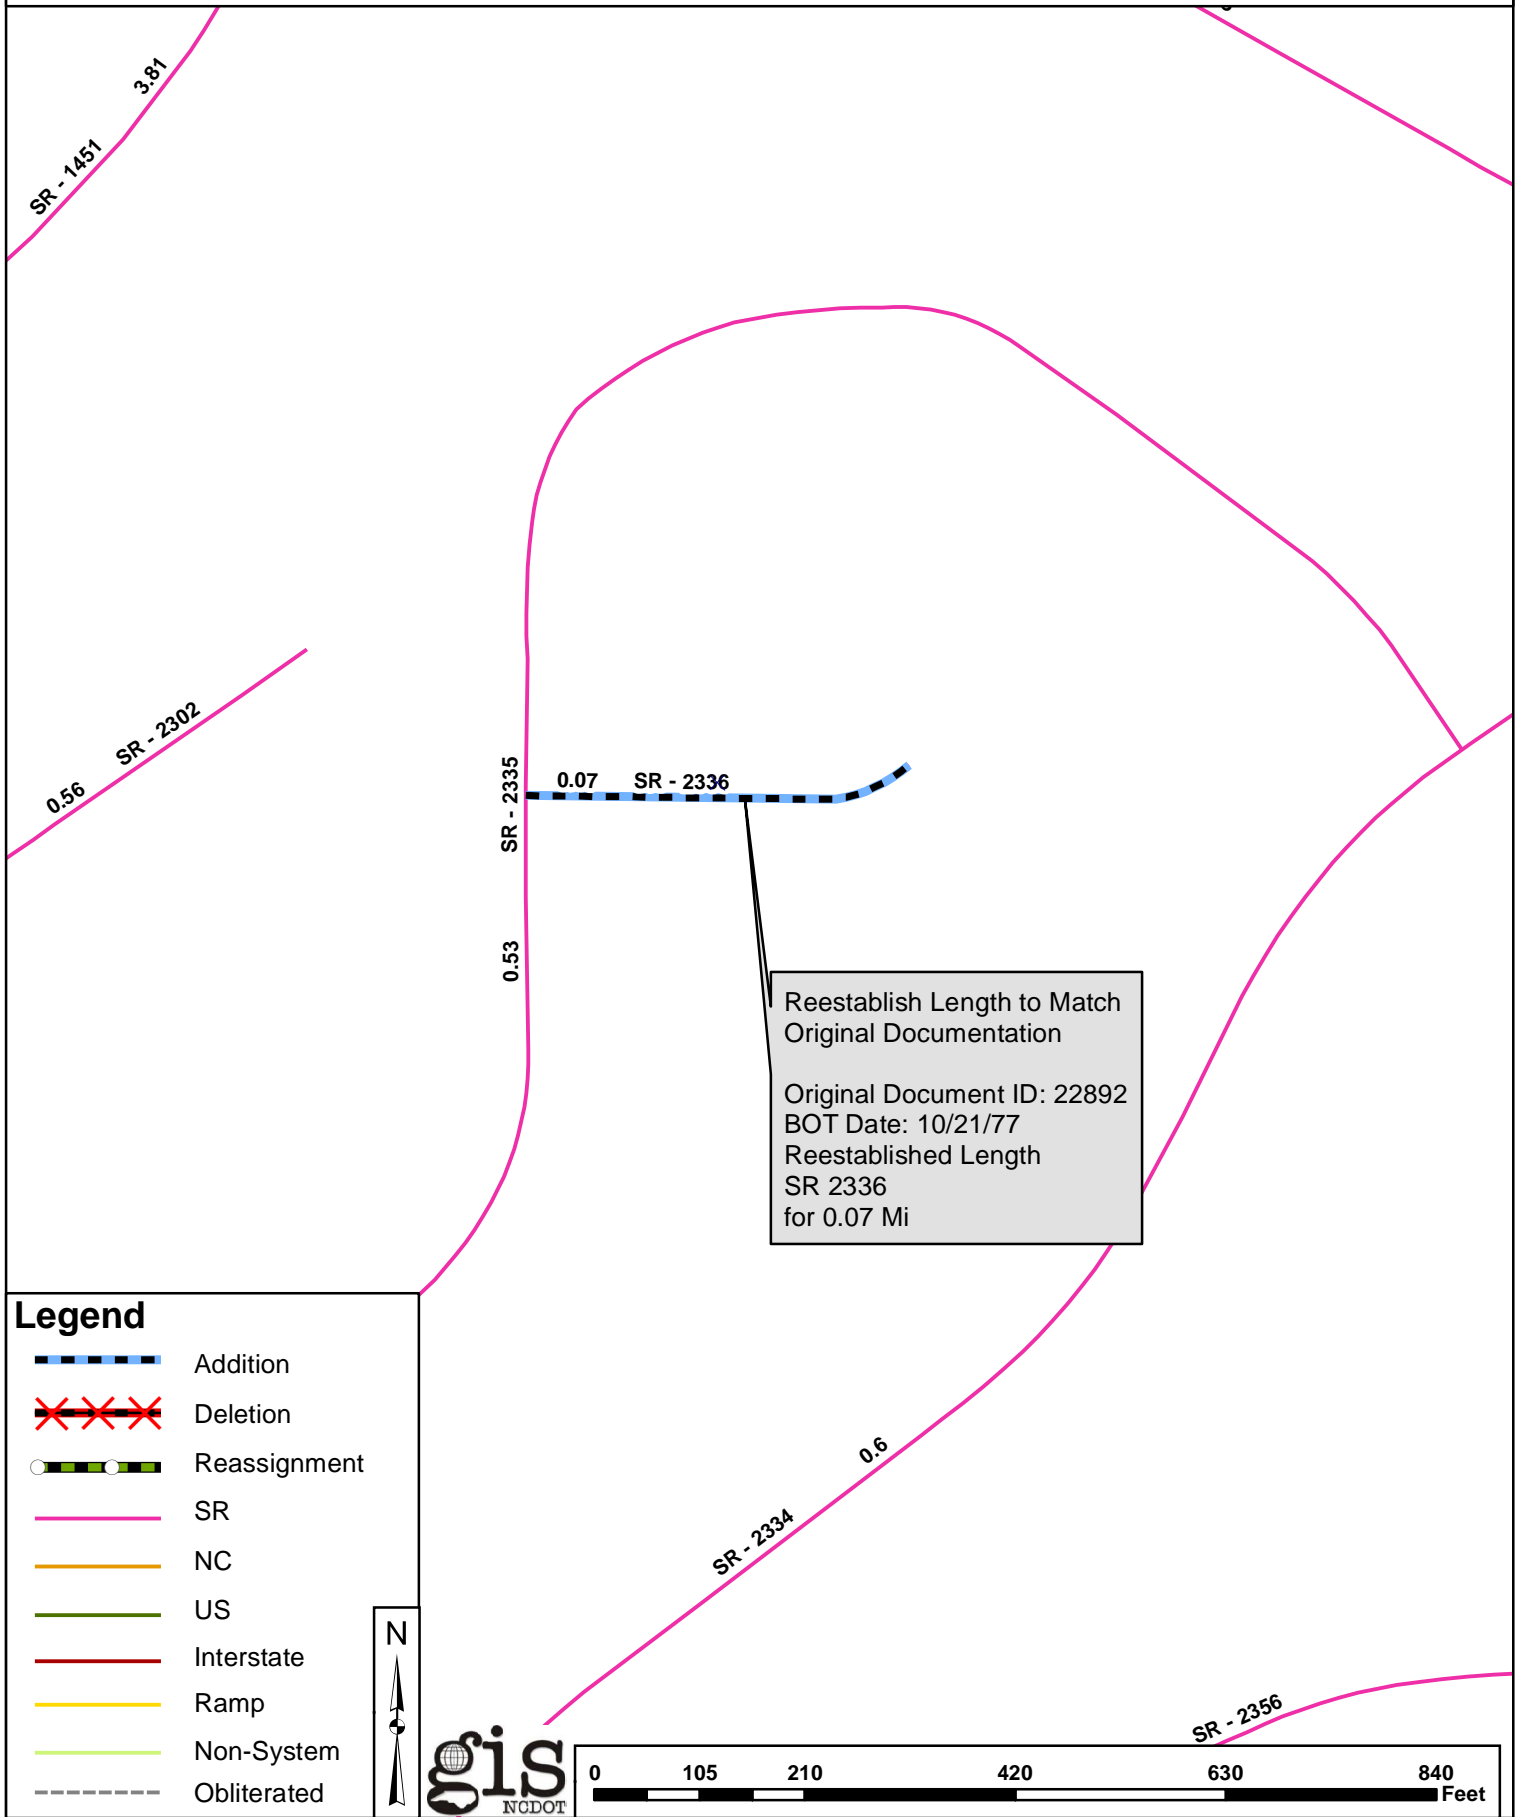 3.81
SR - 1451
SR - 2302
0.56
SR - 2335
0.07 SR - 2336
0.53
Reestablish Length to Match
Original Documentation
Original Document ID: 22892
BOT Date: 10/21/77
Reestablished Length
SR 2336
for 0.07 Mi
0.6
SR - 2334
SR - 2356
Legend
Addition
Deletion
Reassignment
SR
NC
US
Interstate
Ramp
Non-System
Obliterated
N
gis
NCDOT
0 105 210 420 630 840
Feet